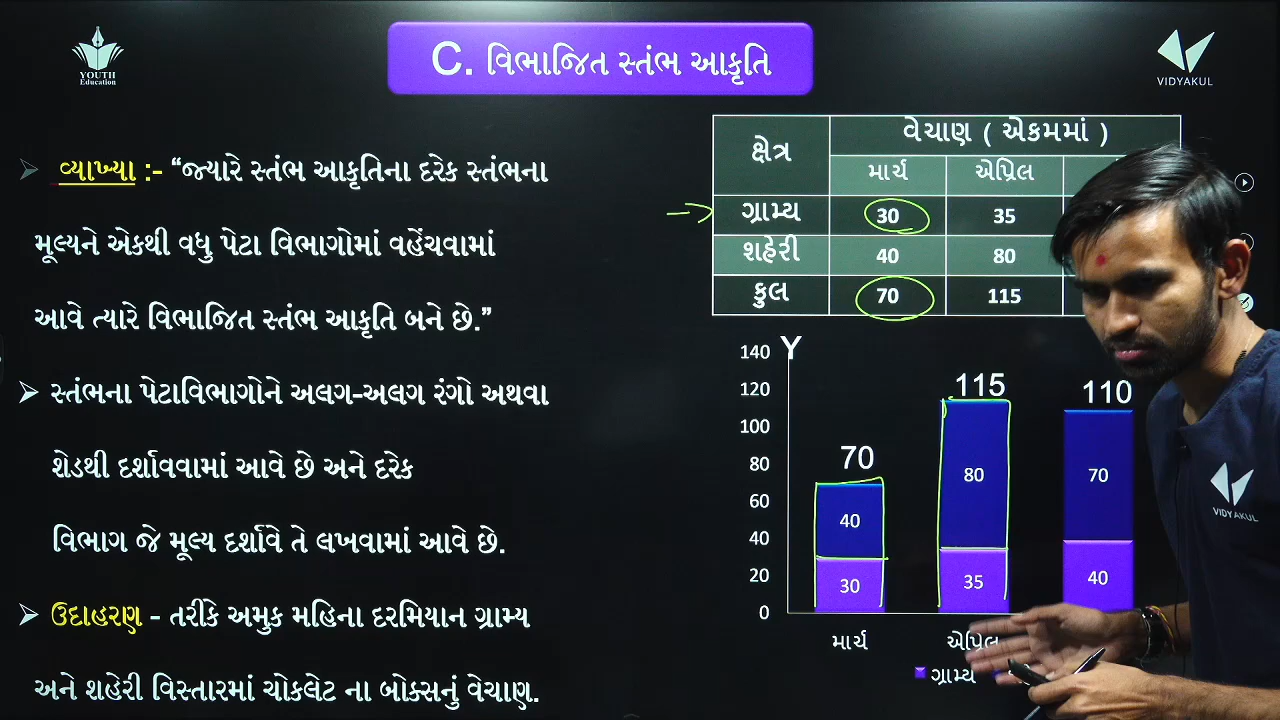 YOUTH
Education
C. વિભાજિત સ્તંભ આકૃતિ
VIDYAKUL
વ્યાખ્યા :- “જ્યારે સ્તંભ આકૃતિના દરેક સ્તંભના
મૂલ્યને એકથી વધુ પેટા વિભાગોમાં વહેંચવામાં
આવે ત્યારે વિભાજિત સ્તંભ આકૃતિ બને છે.”
સ્તંભના પેટાવિભાગોને અલગ-અલગ રંગો અથવા
શેડથી દર્શાવવામાં આવે છે અને દરેક
વિભાગ જે મૂલ્ય દર્શાવે તે લખવામાં આવે છે.
ઉદાહરણ - તરીકે અમુક મહિના દરમિયાન ગ્રામ્ય
અને શહેરી વિસ્તારમાં ચોકલેટ ના બોક્સનું વેચાણ.
ક્ષેત્ર વેચાણ ( એકમમાં )
માર્ચ એપ્રિલ
ગ્રામ્ય 30 35
શહેરી 40 80
કુલ 70 115
Y
140
120
100
80
60
40
20
0
70 115 110
40 80 70
30 35 40
માર્ચ એપ્રિલ
ગ્રામ્ય
VIDYAKUL